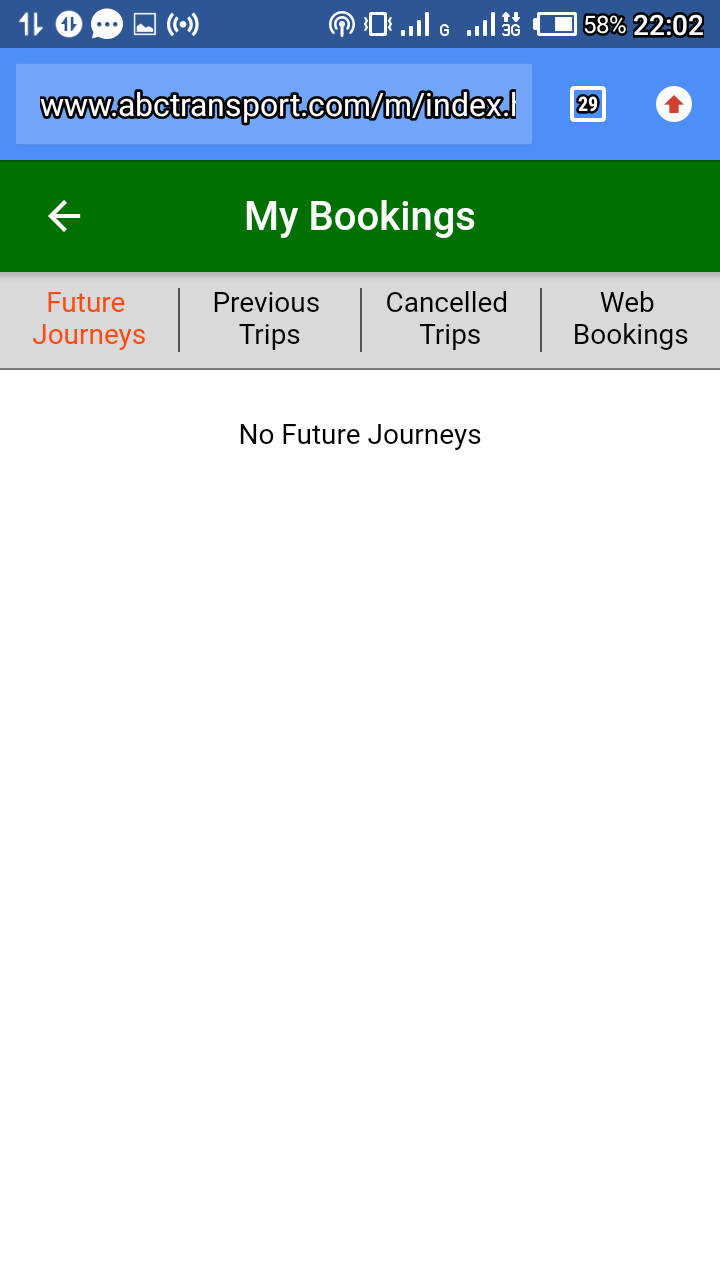 G 3G 58% 22:02
www.abctransport.com/m/index.h
29
My Bookings
Future Journeys
Previous Trips
Cancelled Trips
Web Bookings
No Future Journeys